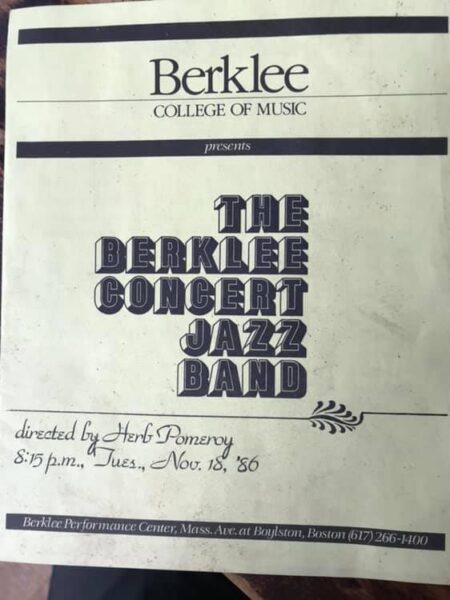 Berklee
COLLEGE OF MUSIC
presents
THE
BERKLEE
CONCERT
JAZZ
BAND
directed by Herb Pomeroy
8:15 p.m., Tues., Nov. 18, '86
Berklee Performance Center, Mass. Ave. at Boylston, Boston (617) 266-1400